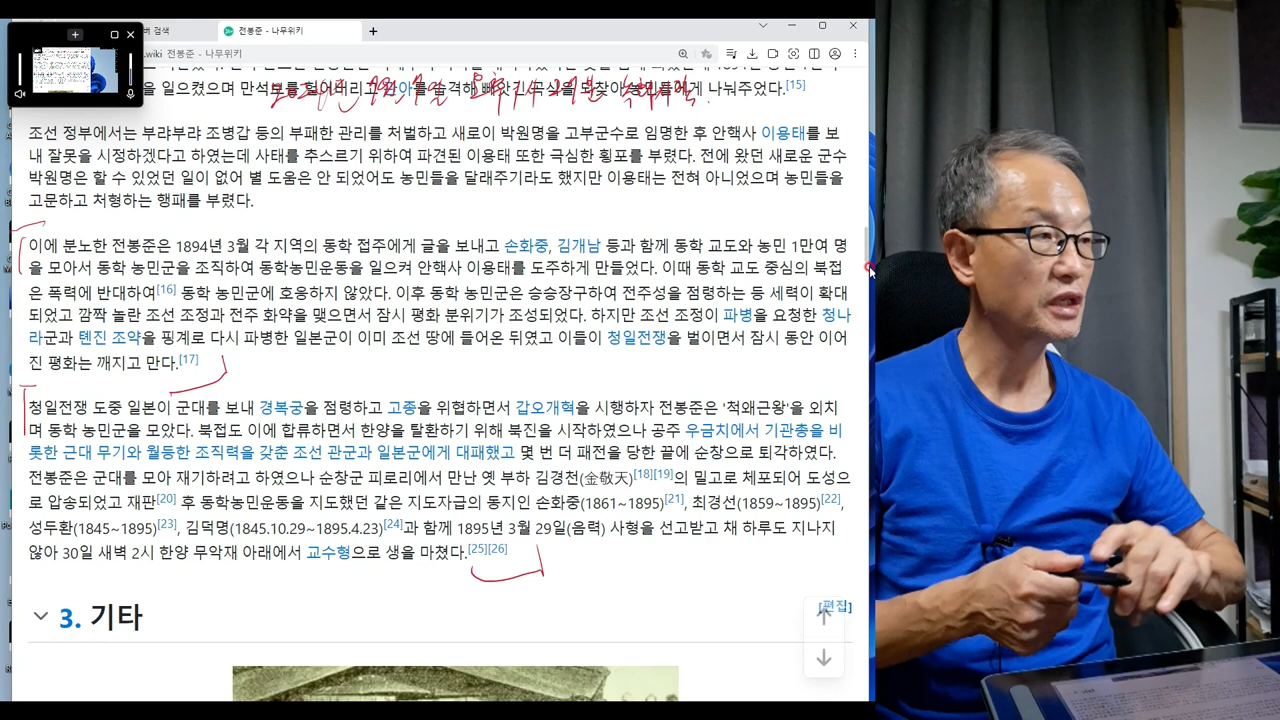 버 검색
전봉준 - 나무위키
.wiki 전봉준 - 나무위키
을 일으켰으며 만석보를 헐어버리고 관아를 습격해 빼앗긴 곡식을 되찾아 농민들에게 나눠주었다.[15]
조선 정부에서는 부랴부랴 조병갑 등의 부패한 관리를 처벌하고 새로이 박원명을 고부군수로 임명한 후 안핵사 이용태를 보
내 잘못을 시정하겠다고 하였는데 사태를 추스르기 위하여 파견된 이용태 또한 극심한 횡포를 부렸다. 전에 왔던 새로운 군수
박원명은 할 수 있었던 일이 없어 별 도움은 안 되었어도 농민들을 달래주기라도 했지만 이용태는 전혀 아니었으며 농민들을
고문하고 처형하는 행패를 부렸다.
이에 분노한 전봉준은 1894년 3월 각 지역의 동학 접주에게 글을 보내고 손화중, 김개남 등과 함께 동학 교도와 농민 1만여 명
을 모아서 동학 농민군을 조직하여 동학농민운동을 일으켜 안핵사 이용태를 도주하게 만들었다. 이때 동학 교도 중심의 북접
은 폭력에 반대하여[16] 동학 농민군에 호응하지 않았다. 이후 동학 농민군은 승승장구하여 전주성을 점령하는 등 세력이 확대
되었고 깜짝 놀란 조선 조정과 전주 화약을 맺으면서 잠시 평화 분위기가 조성되었다. 하지만 조선 조정이 파병을 요청한 청나
라군과 톈진 조약을 핑계로 다시 파병한 일본군이 이미 조선 땅에 들어온 뒤였고 이들이 청일전쟁을 벌이면서 잠시 동안 이어
진 평화는 깨지고 만다.[17]
청일전쟁 도중 일본이 군대를 보내 경복궁을 점령하고 고종을 위협하면서 갑오개혁을 시행하자 전봉준은 '척왜근왕'을 외치
며 동학 농민군을 모았다. 북접도 이에 합류하면서 한양을 탈환하기 위해 북진을 시작하였으나 공주 우금치에서 기관총을 비
롯한 근대 무기와 월등한 조직력을 갖춘 조선 관군과 일본군에게 대패했고 몇 번 더 패전을 당한 끝에 순창으로 퇴각하였다.
전봉준은 군대를 모아 재기하려고 하였으나 순창군 피로리에서 만난 옛 부하 김경천(金敬天)[18][19]의 밀고로 체포되어 도성으
로 압송되었고 재판[20] 후 동학농민운동을 지도했던 같은 지도자급의 동지인 손화중(1861~1895)[21], 최경선(1859~1895)[22],
성두환(1845~1895)[23], 김덕명(1845.10.29~1895.4.23)[24]과 함께 1895년 3월 29일(음력) 사형을 선고받고 채 하루도 지나지
않아 30일 새벽 2시 한양 무악재 아래에서 교수형으로 생을 마쳤다.[25][26]
3. 기타
[편집]